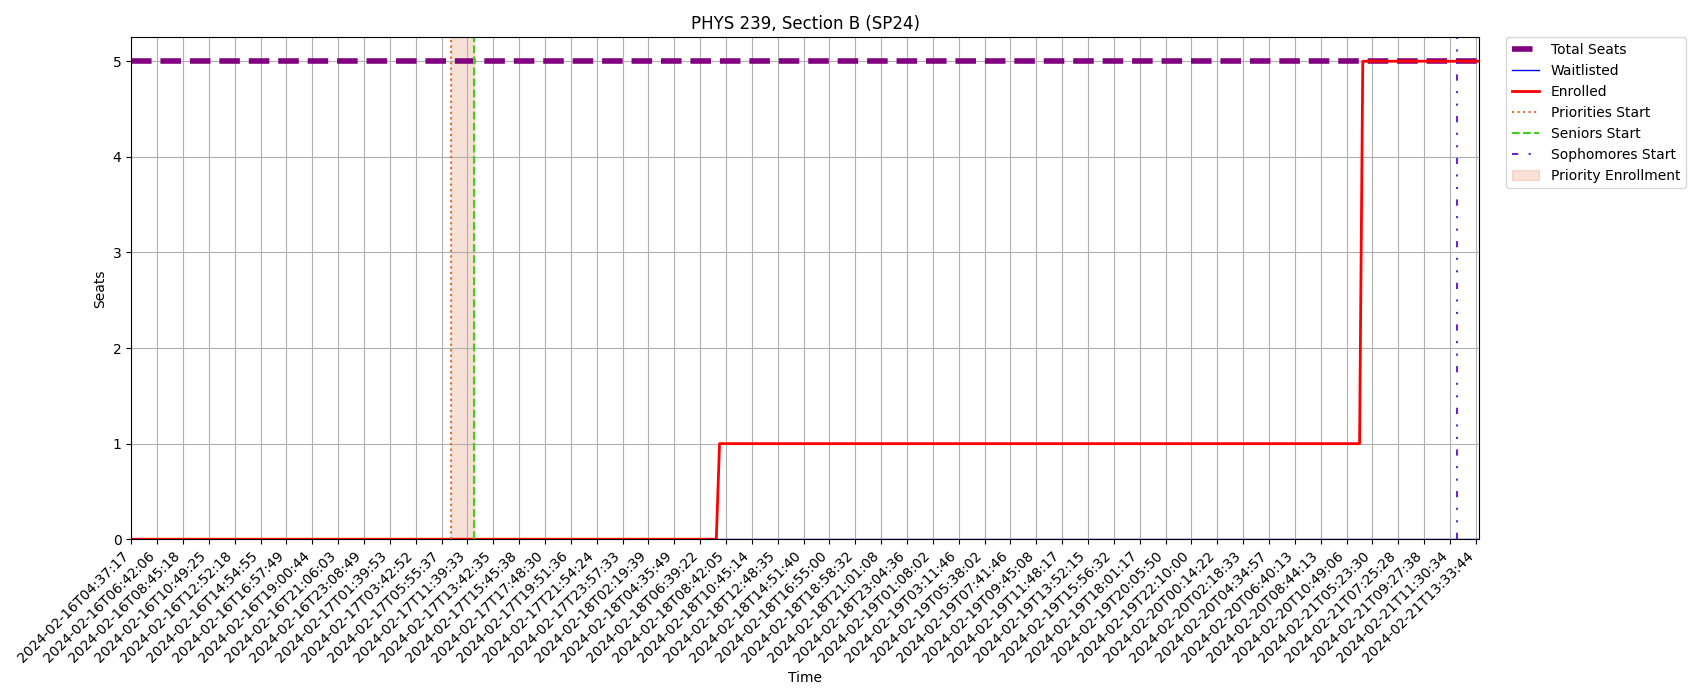 PHYS 239, Section B (SP24)
Total Seats
Waitlisted
Enrolled
Priorities Start
Seniors Start
Sophomores Start
Priority Enrollment
Seats
5
4
3
2
1
0
2024-02-16T04:37:17
2024-02-16T06:42:06
2024-02-16T08:45:18
2024-02-16T10:49:25
2024-02-16T12:52:18
2024-02-16T14:54:55
2024-02-16T16:57:49
2024-02-16T19:00:44
2024-02-16T21:06:03
2024-02-16T23:08:49
2024-02-17T01:39:53
2024-02-17T03:42:52
2024-02-17T05:55:37
2024-02-17T11:39:33
2024-02-17T13:42:35
2024-02-17T15:45:38
2024-02-17T17:48:30
2024-02-17T19:51:36
2024-02-17T21:54:24
2024-02-17T23:57:33
2024-02-18T02:19:39
2024-02-18T04:35:49
2024-02-18T06:39:22
2024-02-18T08:42:05
2024-02-18T10:45:14
2024-02-18T12:48:35
2024-02-18T14:51:40
2024-02-18T16:55:00
2024-02-18T18:58:32
2024-02-18T21:01:08
2024-02-18T23:04:36
2024-02-19T01:08:02
2024-02-19T03:11:46
2024-02-19T05:38:02
2024-02-19T07:41:46
2024-02-19T09:45:08
2024-02-19T11:48:17
2024-02-19T13:52:15
2024-02-19T15:56:32
2024-02-19T18:01:17
2024-02-19T20:05:50
2024-02-19T22:10:00
2024-02-20T00:14:22
2024-02-20T02:18:33
2024-02-20T04:34:57
2024-02-20T06:40:13
2024-02-20T08:44:13
2024-02-20T10:49:06
2024-02-21T05:23:30
2024-02-21T07:25:28
2024-02-21T09:27:38
2024-02-21T11:30:34
2024-02-21T13:33:44
Time